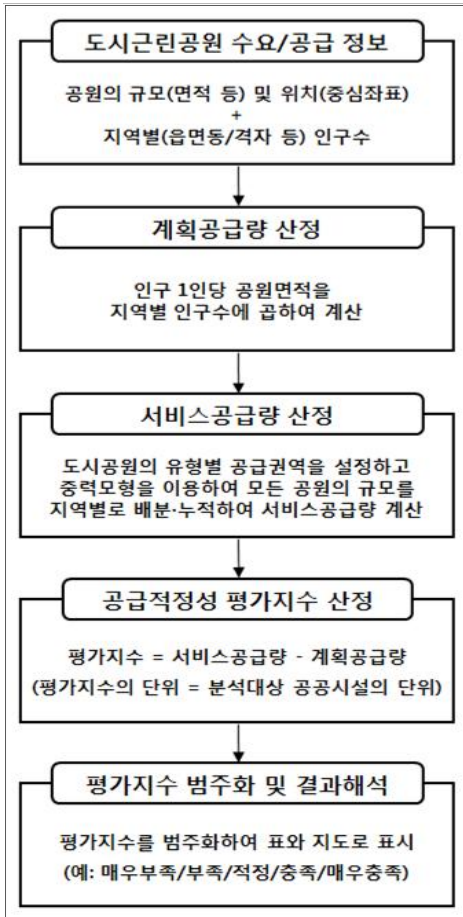 도시근린공원 수요/공급 정보
공원의 규모(면적 등) 및 위치(중심좌표)
+
지역별(읍면동/격자 등) 인구수
계획공급량 산정
인구 1인당 공원면적을
지역별 인구수에 곱하여 계산
서비스공급량 산정
도시공원의 유형별 공급권역을 설정하고
중력모형을 이용하여 모든 공원의 규모를
지역별로 배분·누적하여 서비스공급량 계산
공급적정성 평가지수 산정
평가지수 = 서비스공급량 - 계획공급량
(평가지수의 단위 = 분석대상 공공시설의 단위)
평가지수 범주화 및 결과해석
평가지수를 범주화하여 표와 지도로 표시
(예: 매우부족/부족/적정/충족/매우충족)